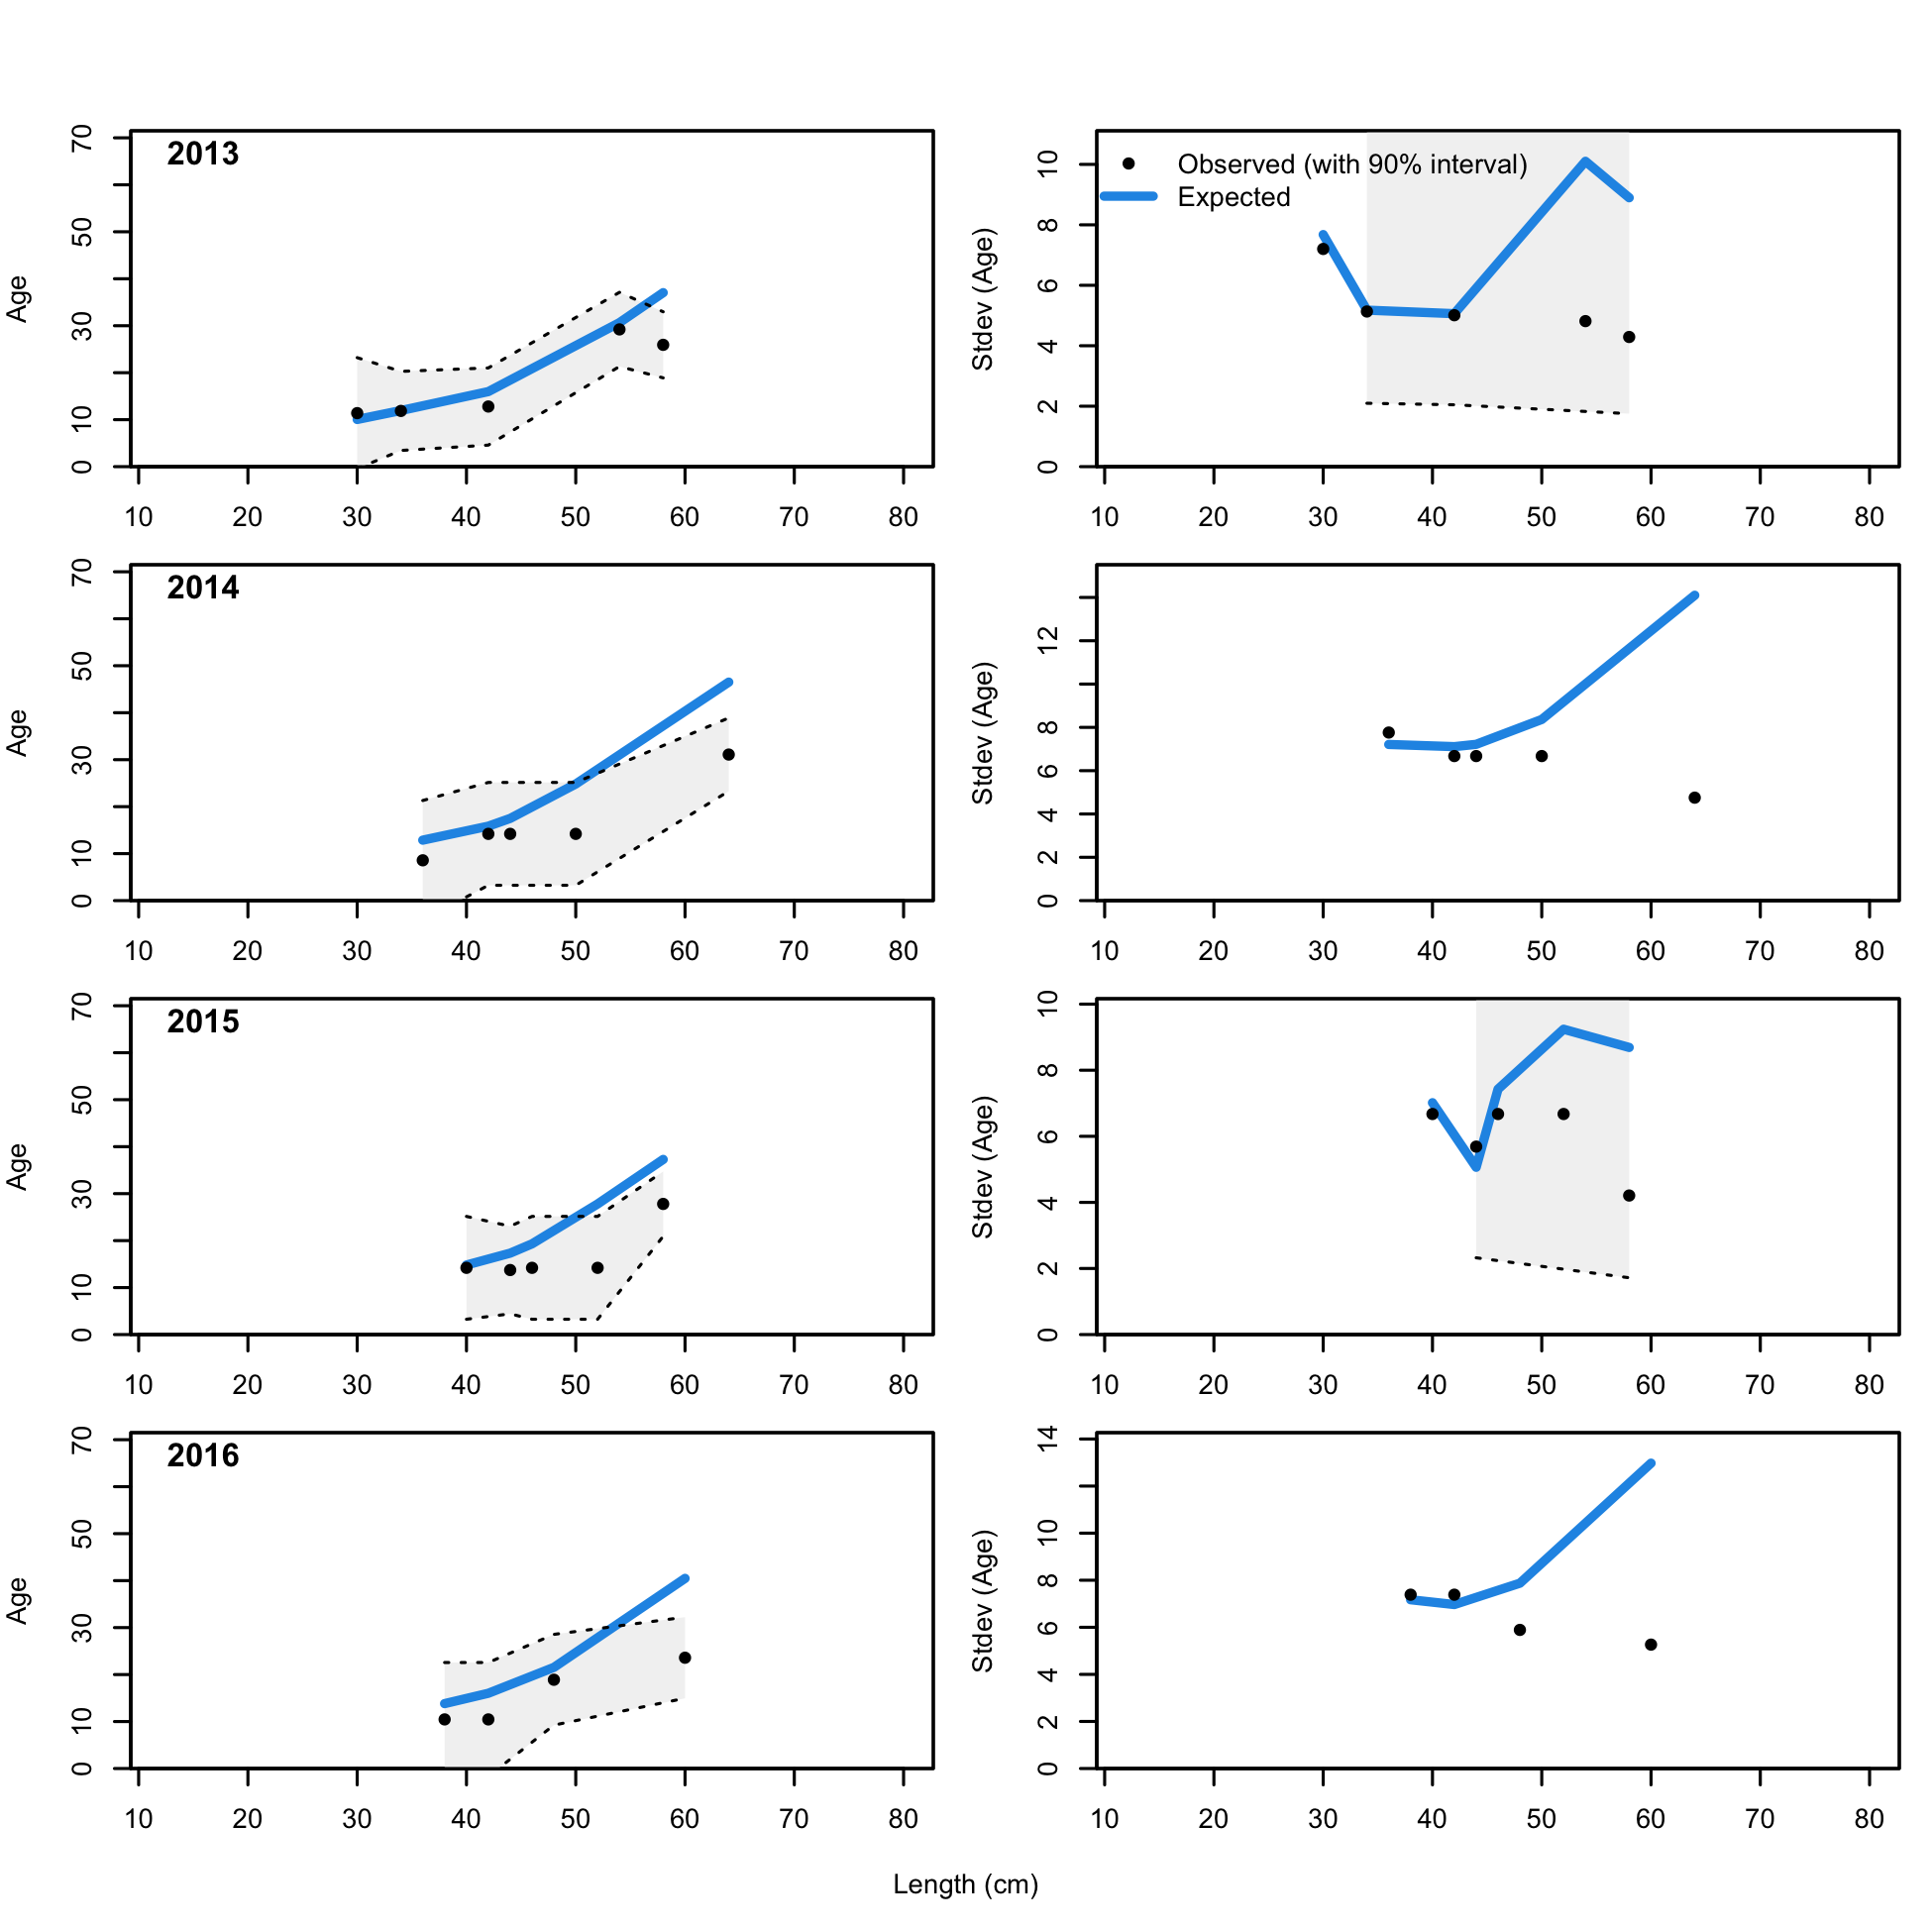 2013
Age
0 10 30 50 70
10 20 30 40 50 60 70 80
Observed (with 90% interval)
Expected
Stdev (Age)
0 2 4 6 8 10
10 20 30 40 50 60 70 80
2014
Age
0 10 30 50 70
10 20 30 40 50 60 70 80
Stdev (Age)
0 2 4 6 8 12
10 20 30 40 50 60 70 80
2015
Age
0 10 30 50 70
10 20 30 40 50 60 70 80
Stdev (Age)
0 2 4 6 8 10
10 20 30 40 50 60 70 80
2016
Age
0 10 30 50 70
10 20 30 40 50 60 70 80
Stdev (Age)
0 2 4 6 8 10 14
10 20 30 40 50 60 70 80
Length (cm)